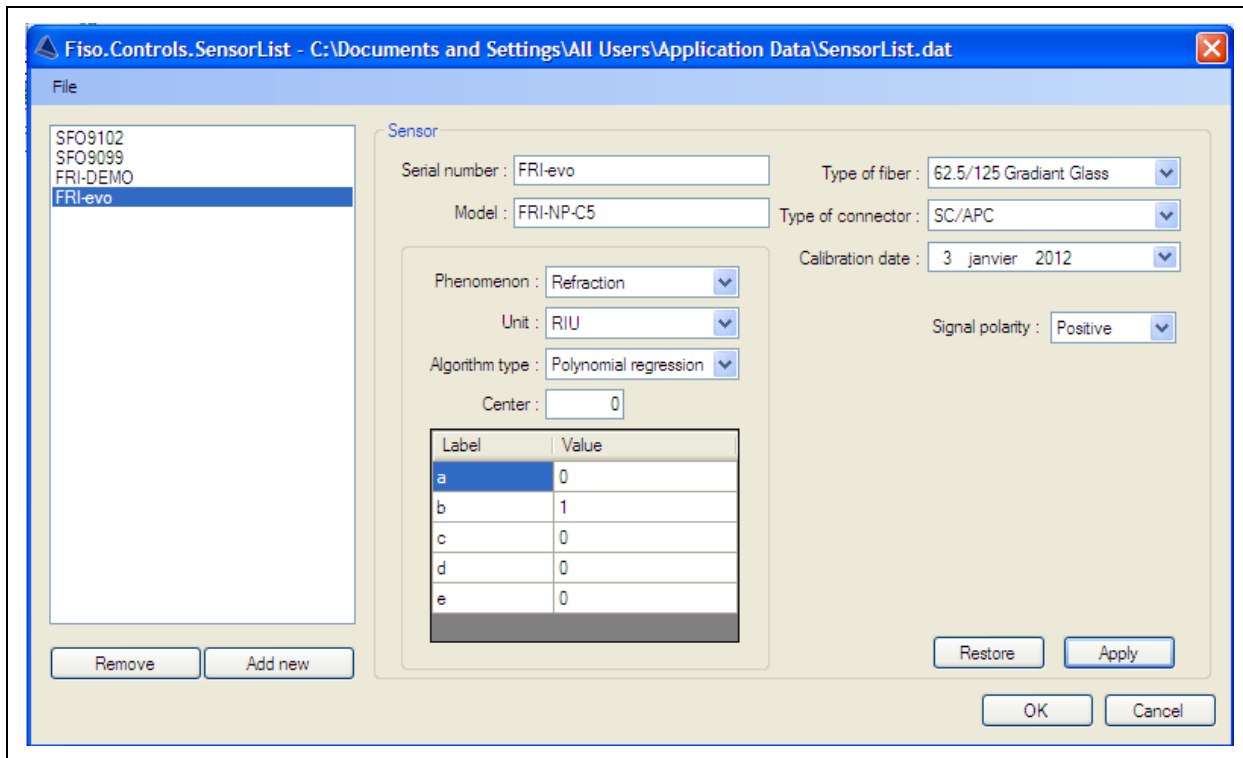 Fiso.Controls.SensorList - C:\Documents and Settings\All Users\Application Data\SensorList.dat
File
SFO9102
SFO9099
FRI-DEMO
FRI-evo
Remove
Add new
Sensor
Serial number : FRI-evo
Model : FRI-NP-C5
Phenomenon : Refraction
Unit : RIU
Algorithm type : Polynomial regression
Center : 0
Label Value
a 0
b 1
c 0
d 0
e 0
Type of fiber : 62.5/125 Gradiant Glass
Type of connector : SC/APC
Calibration date : 3 janvier 2012
Signal polarity : Positive
Restore
Apply
OK
Cancel